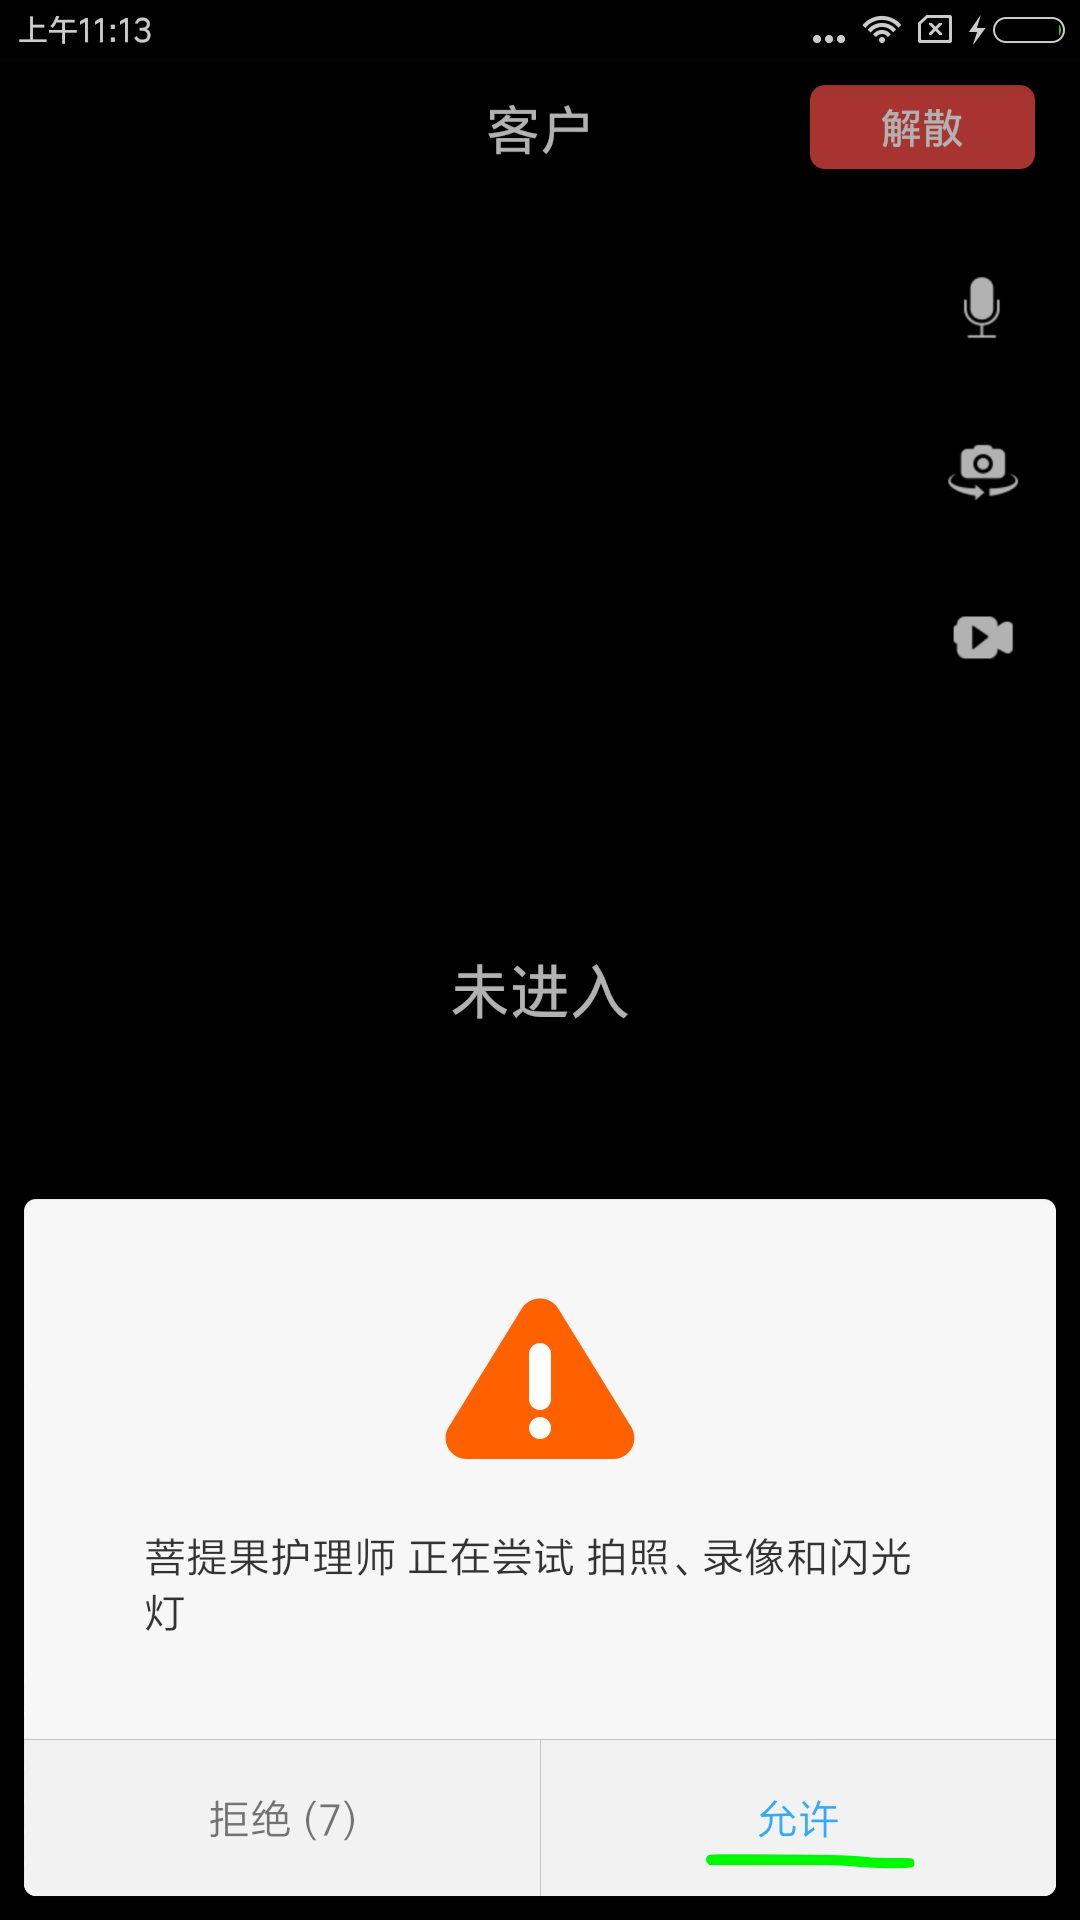 上午11:13
客户
解散
未进入
菩提果护理师 正在尝试 拍照、录像和闪光
灯
拒绝 (7)
允许